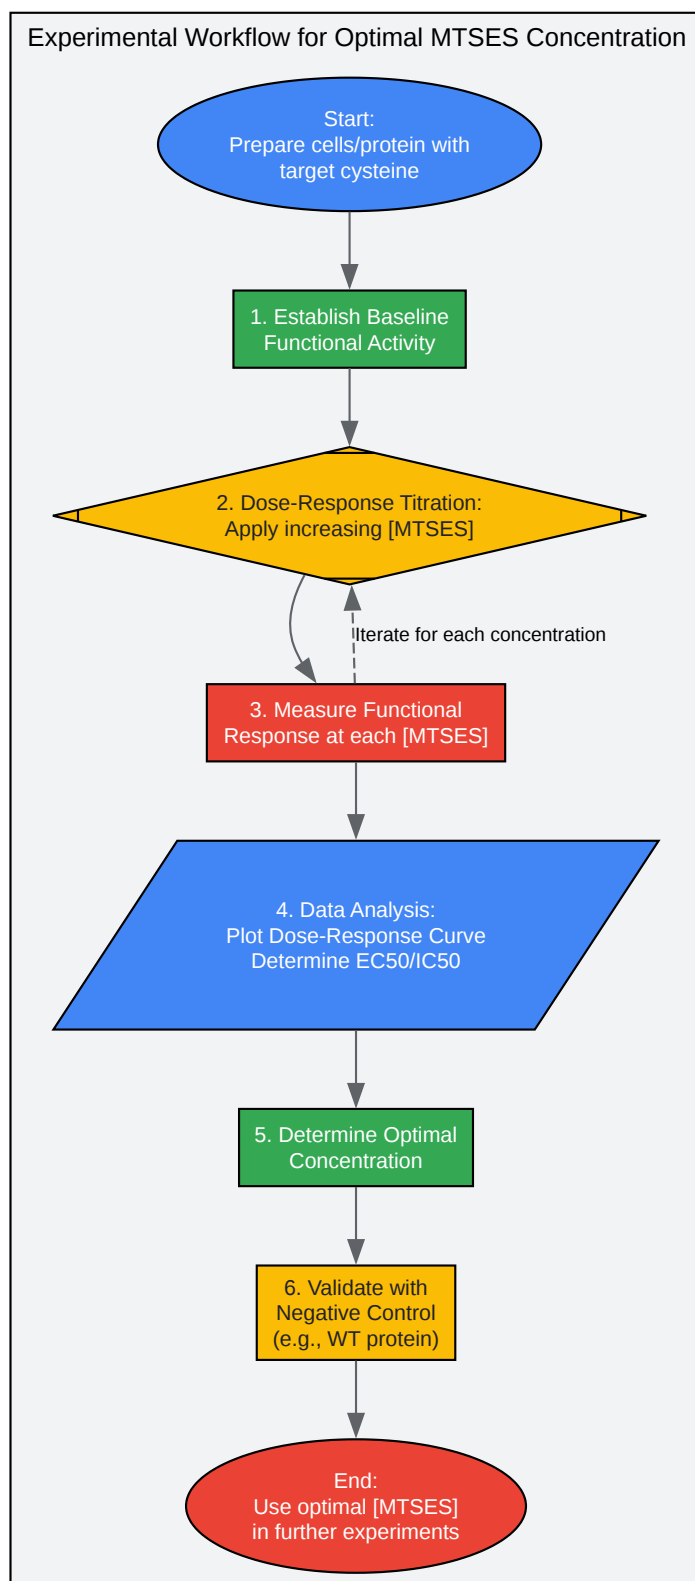 Experimental Workflow for Optimal MTSES Concentration
Start:
Prepare cells/protein with
target cysteine
1. Establish Baseline
Functional Activity
2. Dose-Response Titration:
Apply increasing [MTSES]
Iterate for each concentration
3. Measure Functional
Response at each [MTSES]
4. Data Analysis:
Plot Dose-Response Curve
Determine EC50/IC50
5. Determine Optimal
Concentration
6. Validate with
Negative Control
(e.g., WT protein)
End:
Use optimal [MTSES]
in further experiments